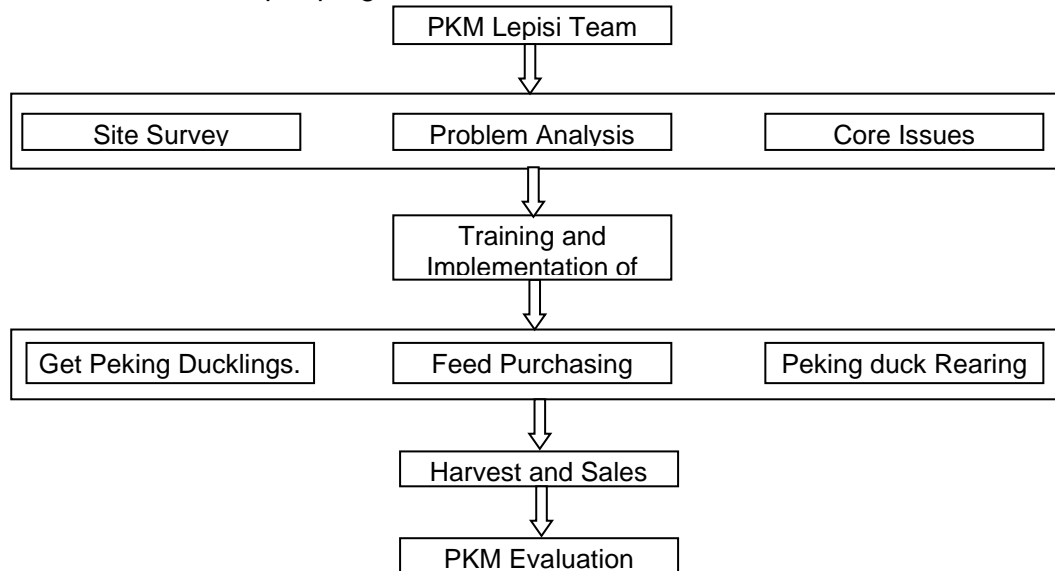 PKM Lepisi Team
Site Survey
Problem Analysis
Core Issues
Training and
Implementation of
Get Peking Ducklings.
Feed Purchasing
Peking duck Rearing
Harvest and Sales
PKM Evaluation